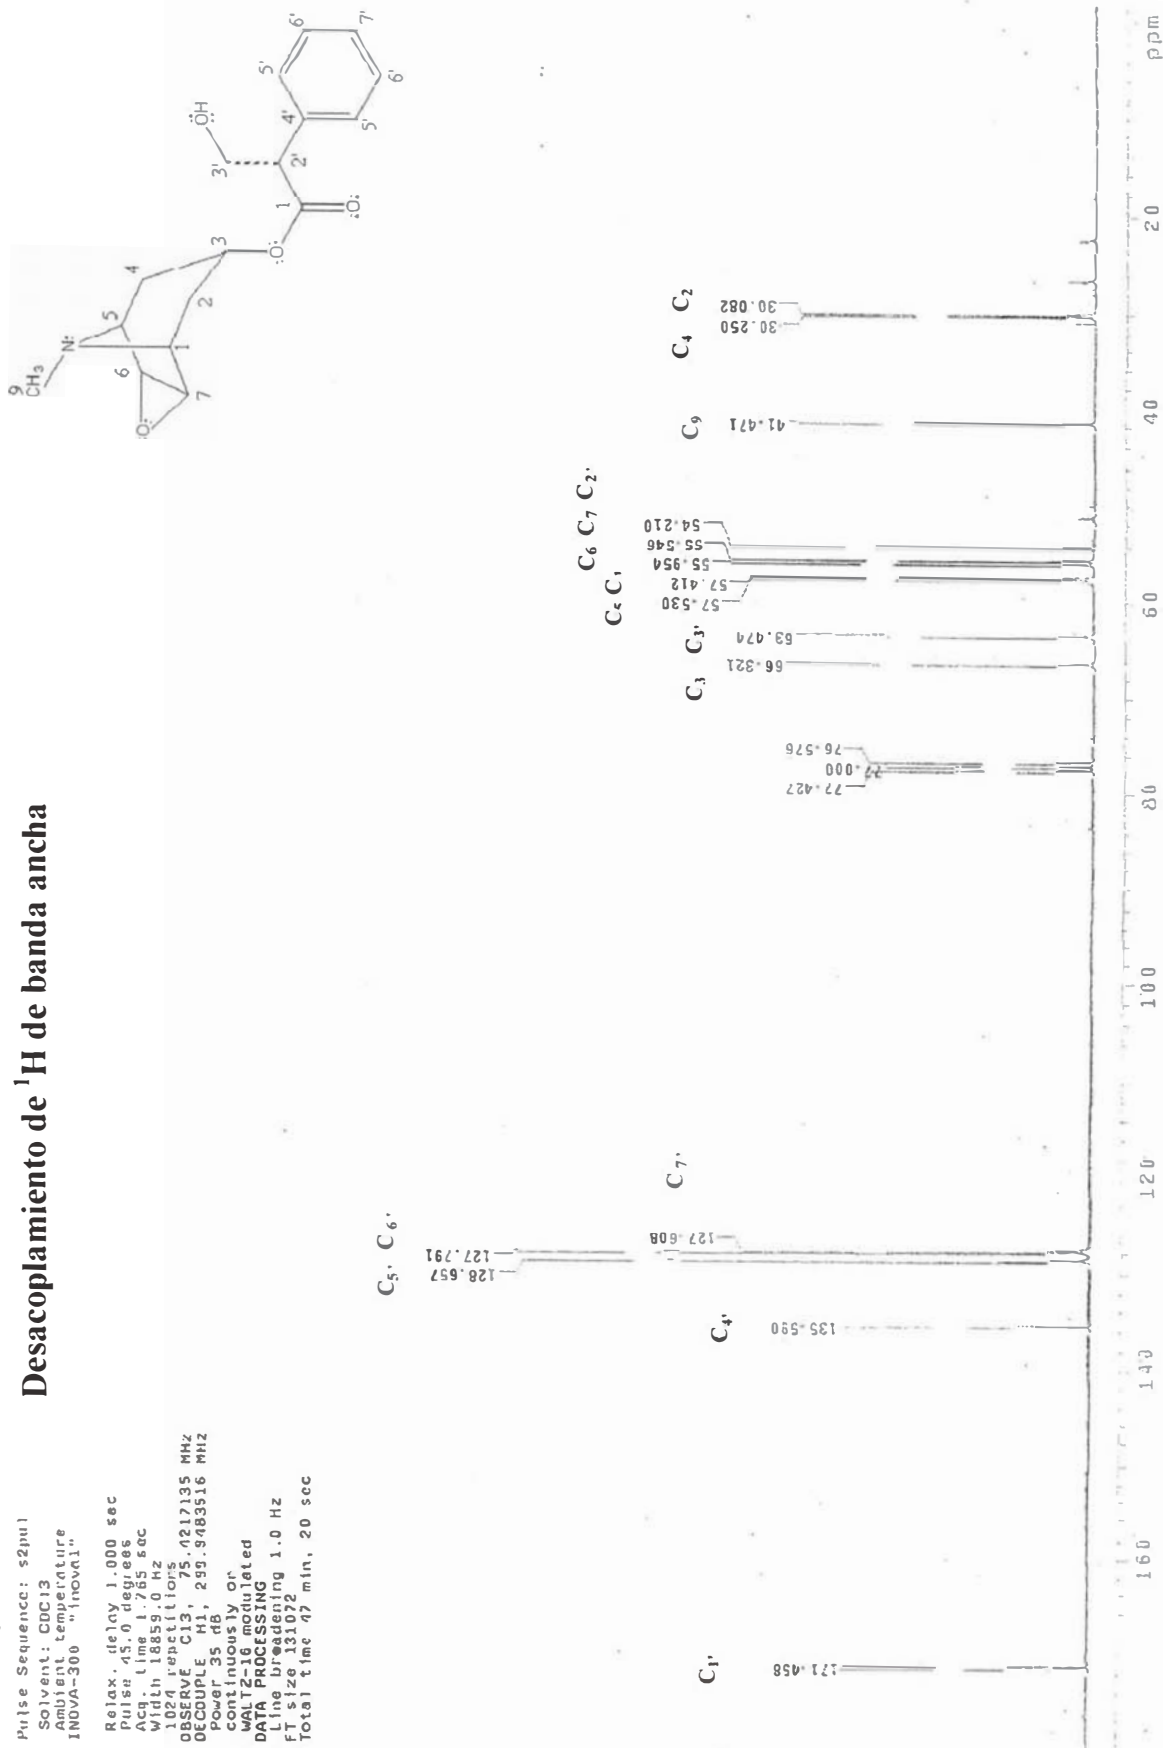 Pulse Sequence: s2pul
Solvent: CDCl3
Ambient temperature
INOVA-300 "inova1"
Relax. delay 1.000 sec
Pulse 45.0 degrees
Acq. time 1.765 sec
Width 18859.0 Hz
1024 repetitions
OBSERVE C13, 75.4217135 MHz
DECOUPLE H1, 299.9483516 MHz
Power 35 dB
continuously on
WALTZ-16 modulated
DATA PROCESSING
Line broadening 1.0 Hz
FT size 131072
Total time 47 min, 20 sec
Desacoplamiento de ¹H de banda ancha
9
CH₃
N:
O:
5
4
6
7
1
2
3
:O:
1
:O:
3'
:ÖH
2'
4'
5'
6'
7'
6'
5'
C₁'
171.458
C₄'
135.590
C₅' C₆'
128.657
127.791
C₇'
127.608
77.427
77.000
76.576
C₃
66.321
C₃'
63.474
C₅ C₁
57.530
57.412
C₆ C₇ C₂'
55.954
55.546
54.210
C₉
41.471
C₄ C₂
30.250
30.082
160
140
120
100
80
60
40
20
ppm